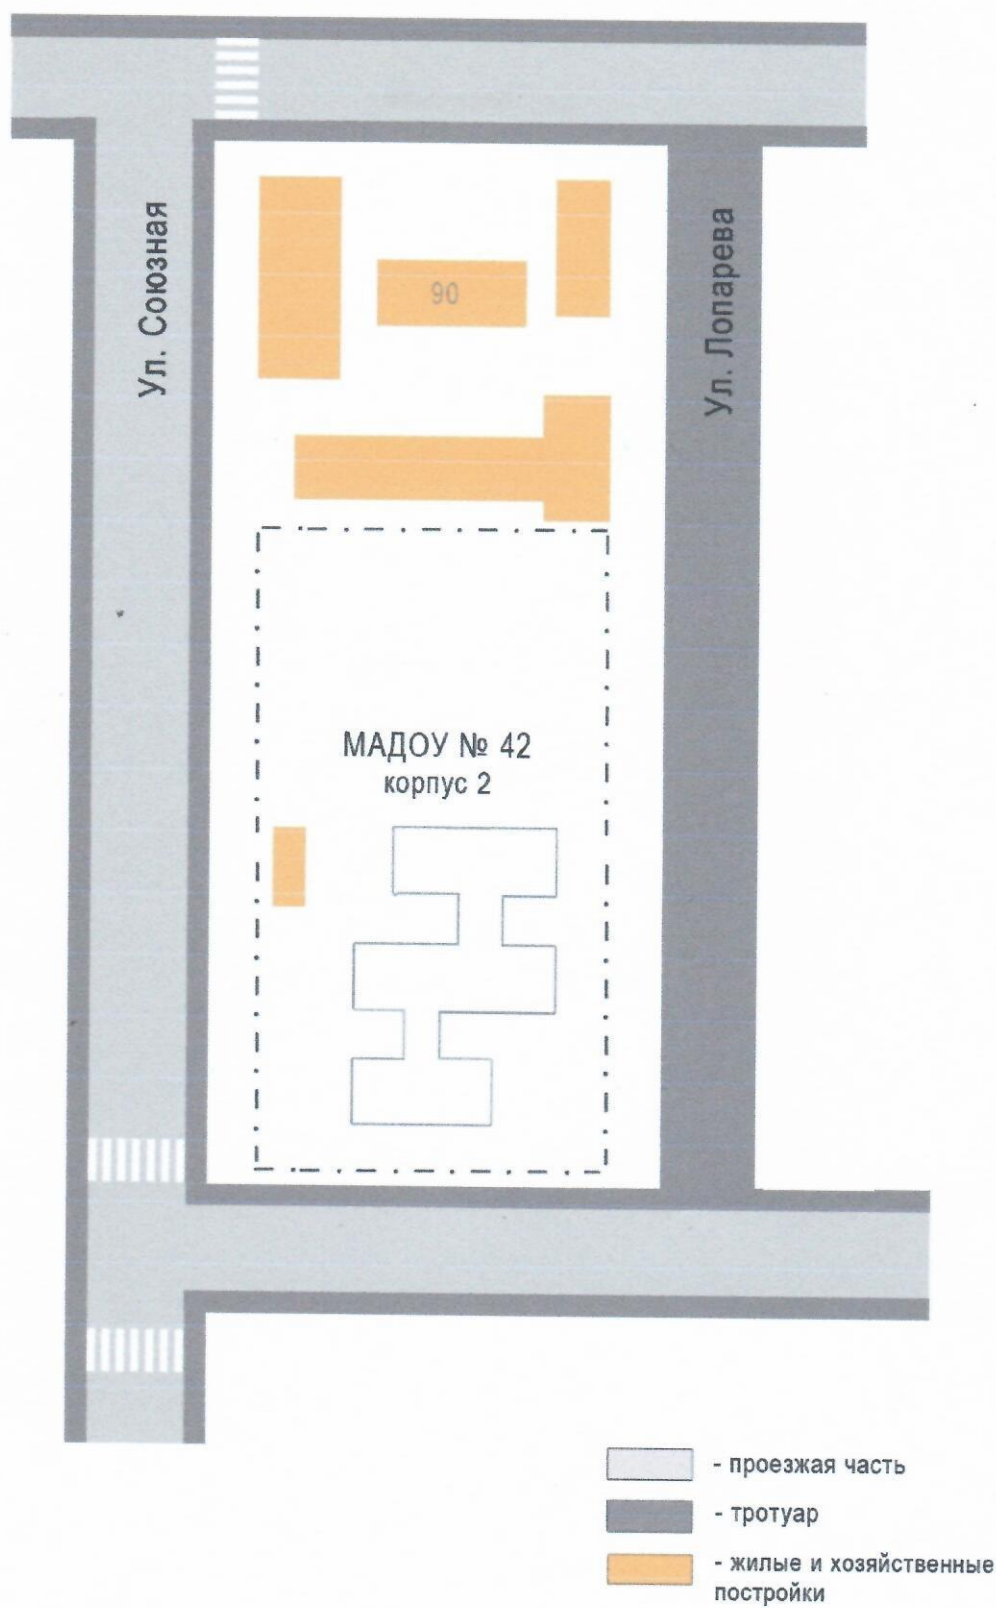 Ул. Союзная
Ул. Лопарева
90
МАДОУ № 42
корпус 2
- проезжая часть
- тротуар
- жилые и хозяйственные
постройки